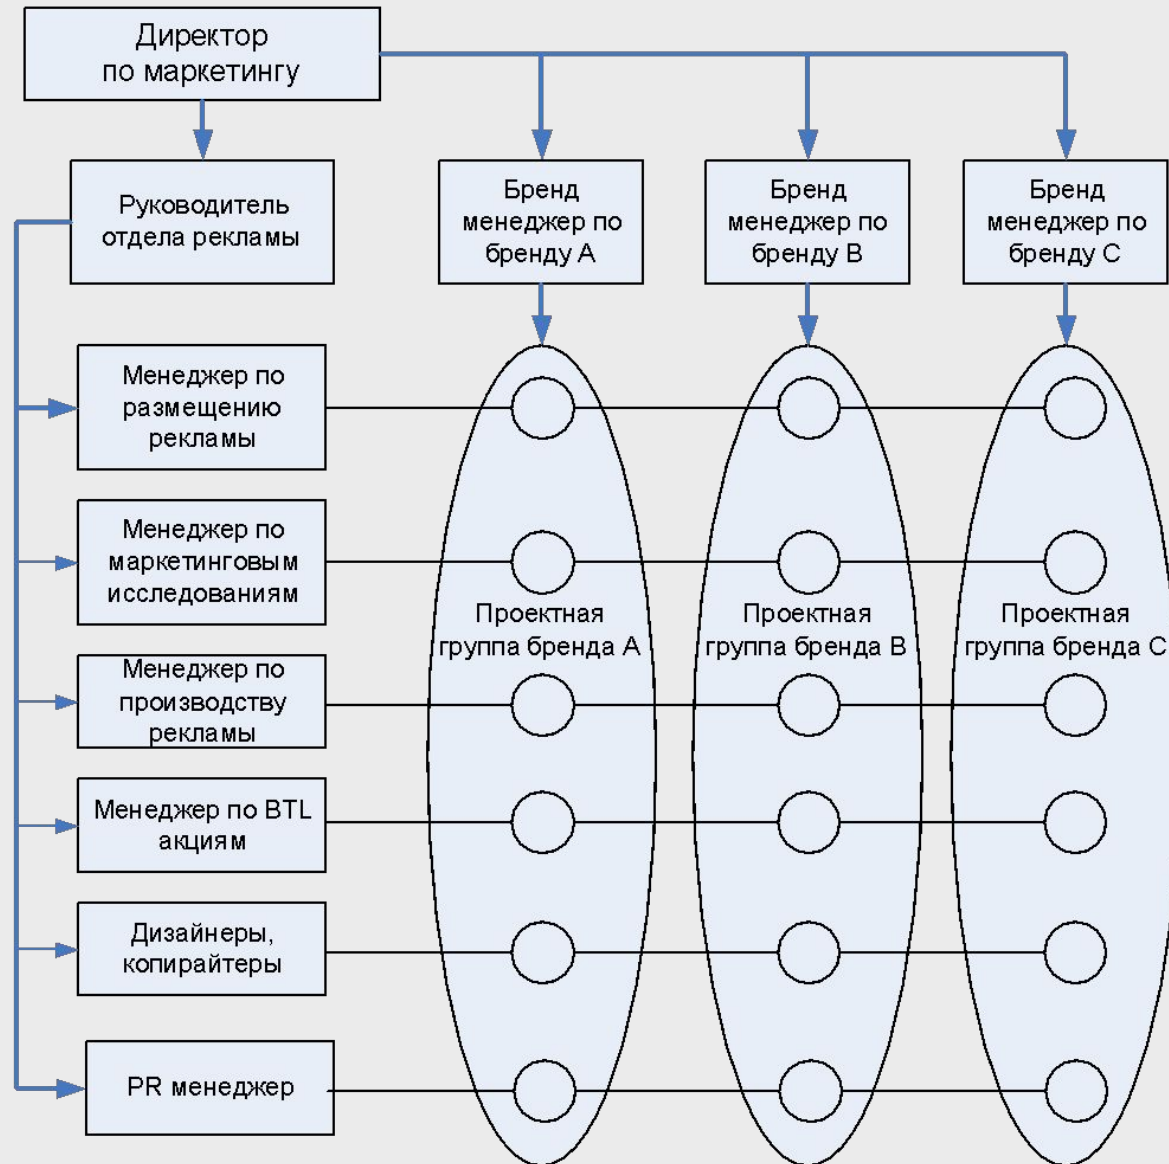 Директор
по маркетингу
Руководитель
отдела рекламы
Бренд
менеджер по
бренду А
Бренд
менеджер по
бренду В
Бренд
менеджер по
бренду С
Менеджер по
размещению
рекламы
Менеджер по
маркетинговым
исследованиям
Проектная
группа бренда А
Проектная
группа бренда В
Проектная
группа бренда С
Менеджер по
производству
рекламы
Менеджер по BTL
акциям
Дизайнеры,
копирайтеры
PR менеджер